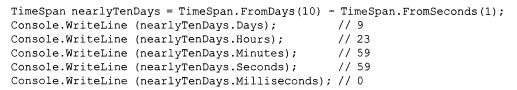 TimeSpan nearlyTenDays = TimeSpan.FromDays(10) - TimeSpan.FromSeconds(1);
Console.WriteLine (nearlyTenDays.Days);         // 9
Console.WriteLine (nearlyTenDays.Hours);        // 23
Console.WriteLine (nearlyTenDays.Minutes);      // 59
Console.WriteLine (nearlyTenDays.Seconds);      // 59
Console.WriteLine (nearlyTenDays.Milliseconds); // 0